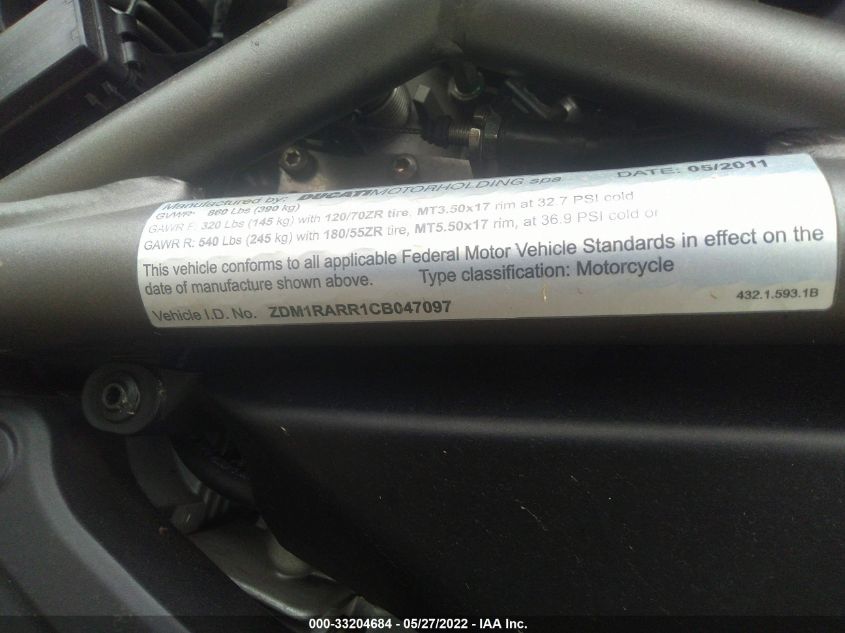 Manufactured by: DUCATIMOTORHOLDING spa DATE: 05/2011
GVWR: 860 Lbs (390 kg)
GAWR F: 320 Lbs (145 kg) with 120/70ZR tire, MT3.50x17 rim at 32.7 PSI cold
GAWR R: 540 Lbs (245 kg) with 180/55ZR tire, MT5.50x17 rim, at 36.9 PSI cold or
This vehicle conforms to all applicable Federal Motor Vehicle Standards in effect on the
date of manufacture shown above. Type classification: Motorcycle
432.1.593.1B
Vehicle I.D. No. ZDM1RARR1CB047097
000-33204684 - 05/27/2022 - IAA Inc.